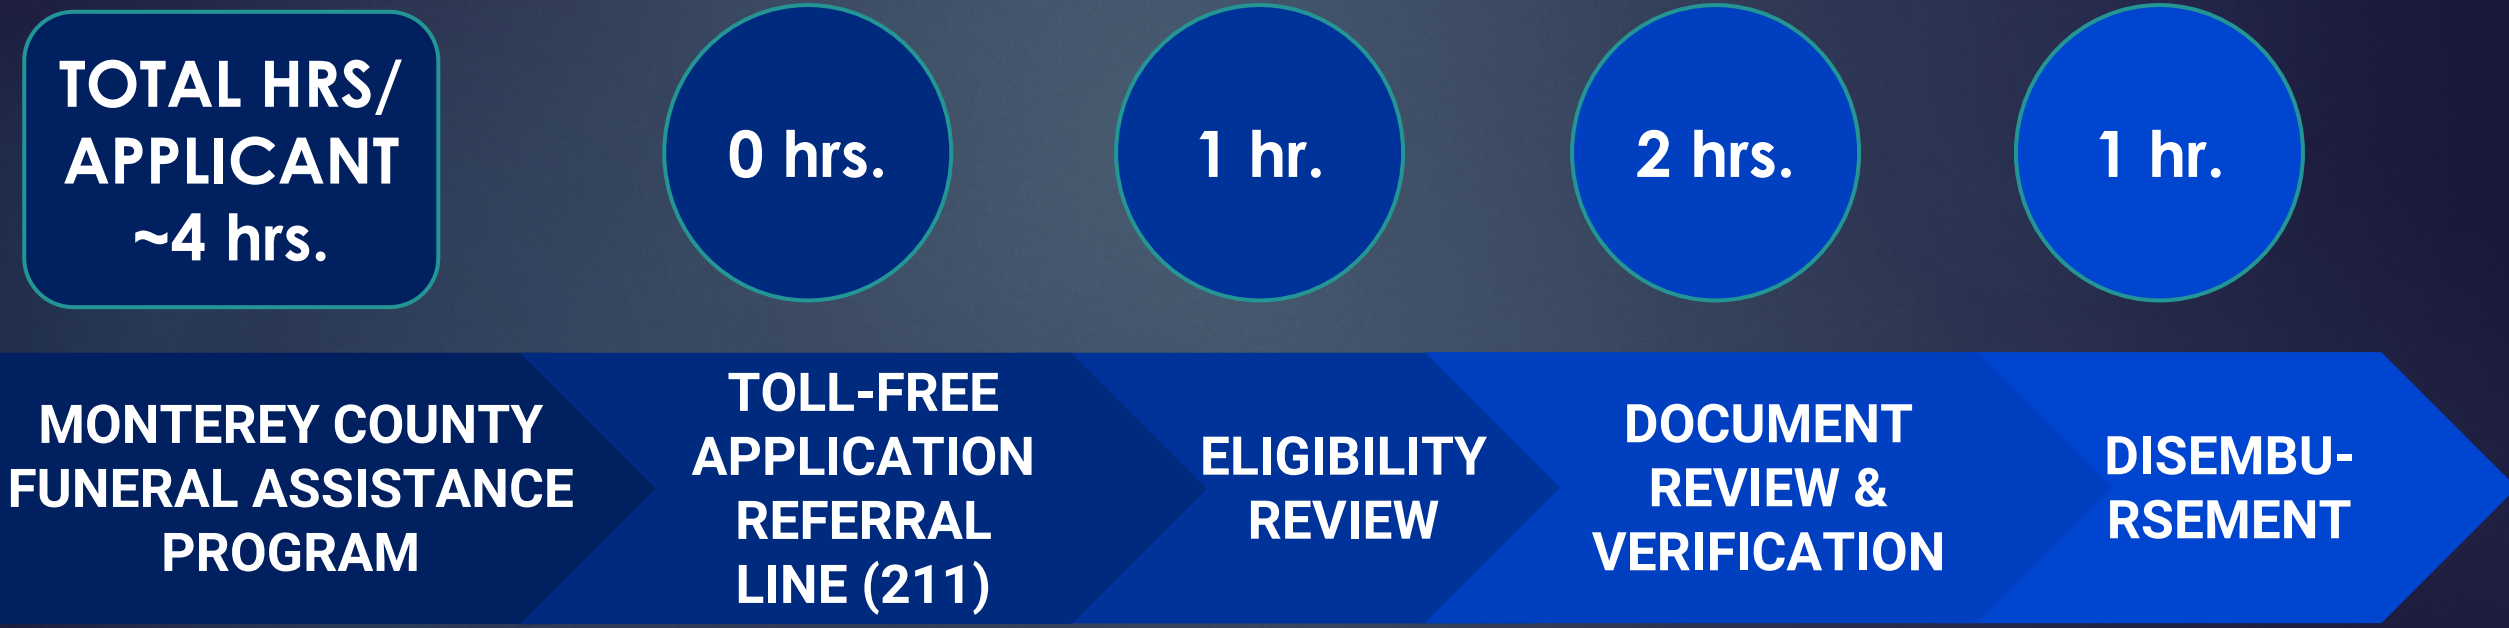 TOTAL HRS/
APPLICANT
~4 hrs.
0 hrs.
1 hr.
2 hrs.
1 hr.
MONTEREY COUNTY
FUNERAL ASSISTANCE
PROGRAM
TOLL-FREE
APPLICATION
REFERRAL
LINE (211)
ELIGIBILITY
REVIEW
DOCUMENT
REVIEW &
VERIFICATION
DISEMBU-
RSEMENT